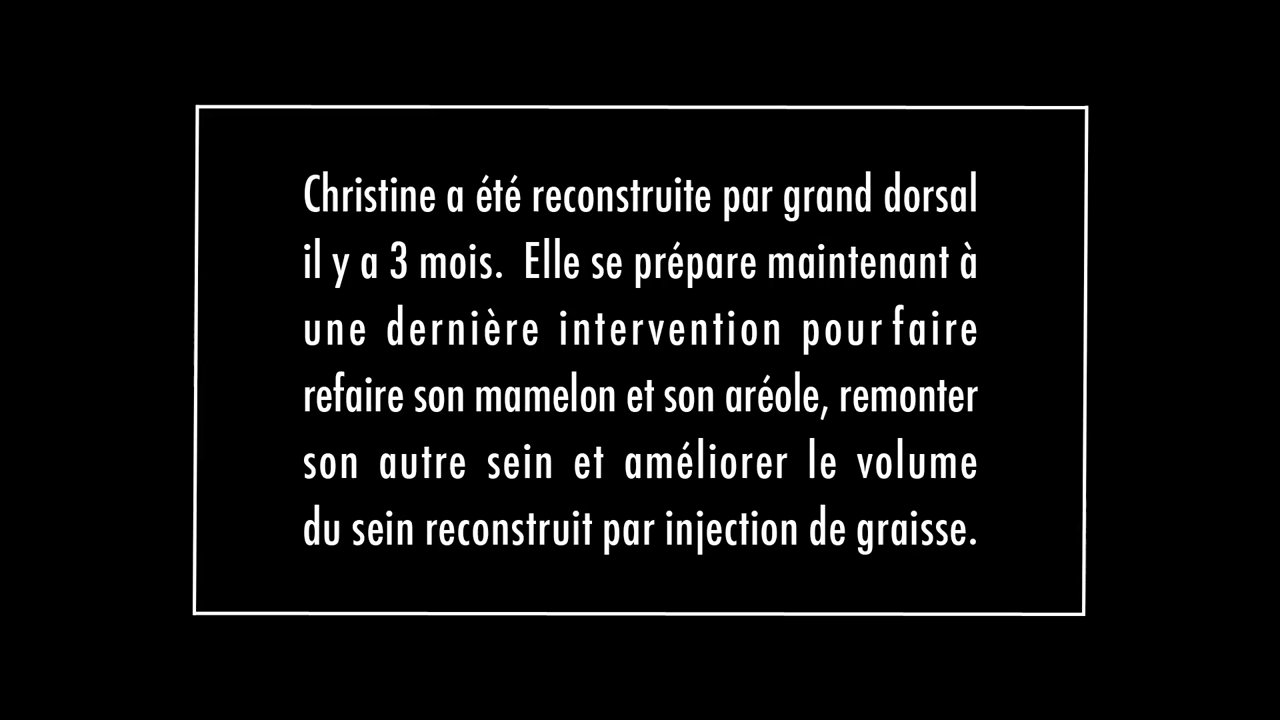 Christine a été reconstruite par grand dorsal
il y a 3 mois. Elle se prépare maintenant à
une dernière intervention pour faire
refaire son mamelon et son aréole, remonter
son autre sein et améliorer le volume
du sein reconstruit par injection de graisse.